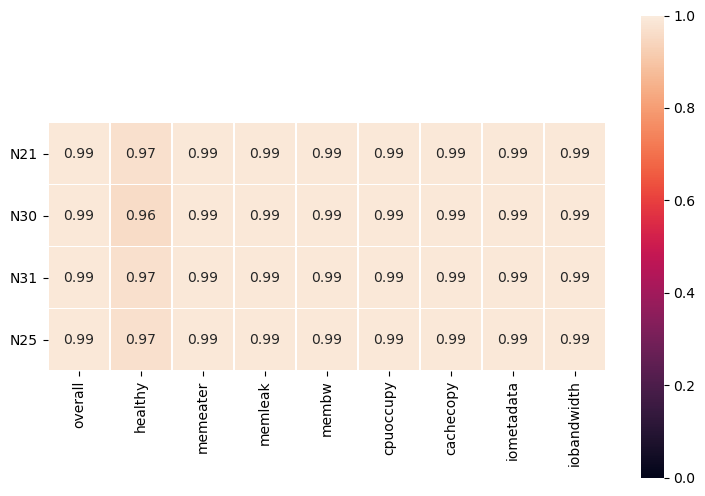 1.0
0.8
0.6
0.4
0.2
0.0
N21 0.99 0.97 0.99 0.99 0.99 0.99 0.99 0.99 0.99
N30 0.99 0.96 0.99 0.99 0.99 0.99 0.99 0.99 0.99
N31 0.99 0.97 0.99 0.99 0.99 0.99 0.99 0.99 0.99
N25 0.99 0.97 0.99 0.99 0.99 0.99 0.99 0.99 0.99
overall
healthy
memeater
memleak
membw
cpuoccupy
cachecopy
iometadata
iobandwidth